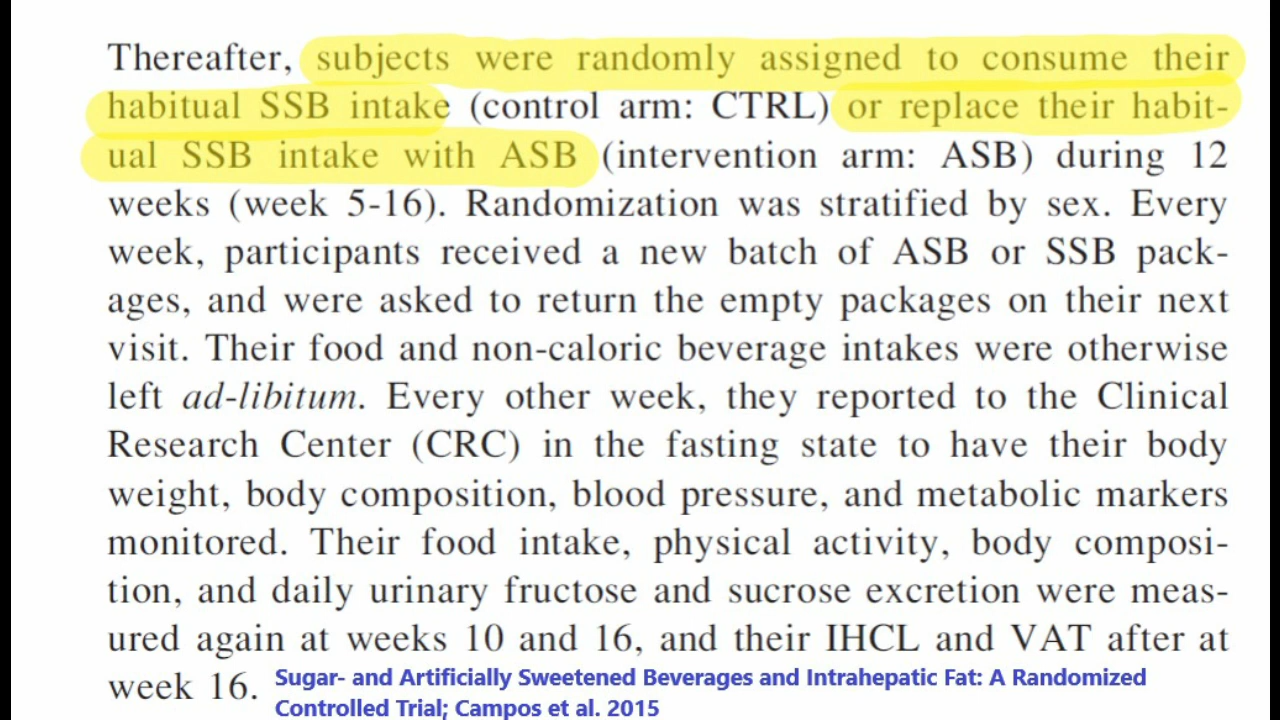 Thereafter, subjects were randomly assigned to consume their
habitual SSB intake (control arm: CTRL) or replace their habit-
ual SSB intake with ASB (intervention arm: ASB) during 12
weeks (week 5-16). Randomization was stratified by sex. Every
week, participants received a new batch of ASB or SSB pack-
ages, and were asked to return the empty packages on their next
visit. Their food and non-caloric beverage intakes were otherwise
left ad-libitum. Every other week, they reported to the Clinical
Research Center (CRC) in the fasting state to have their body
weight, body composition, blood pressure, and metabolic markers
monitored. Their food intake, physical activity, body composi-
tion, and daily urinary fructose and sucrose excretion were meas-
ured again at weeks 10 and 16, and their IHCL and VAT after at
week 16.
Sugar- and Artificially Sweetened Beverages and Intrahepatic Fat: A Randomized
Controlled Trial; Campos et al. 2015